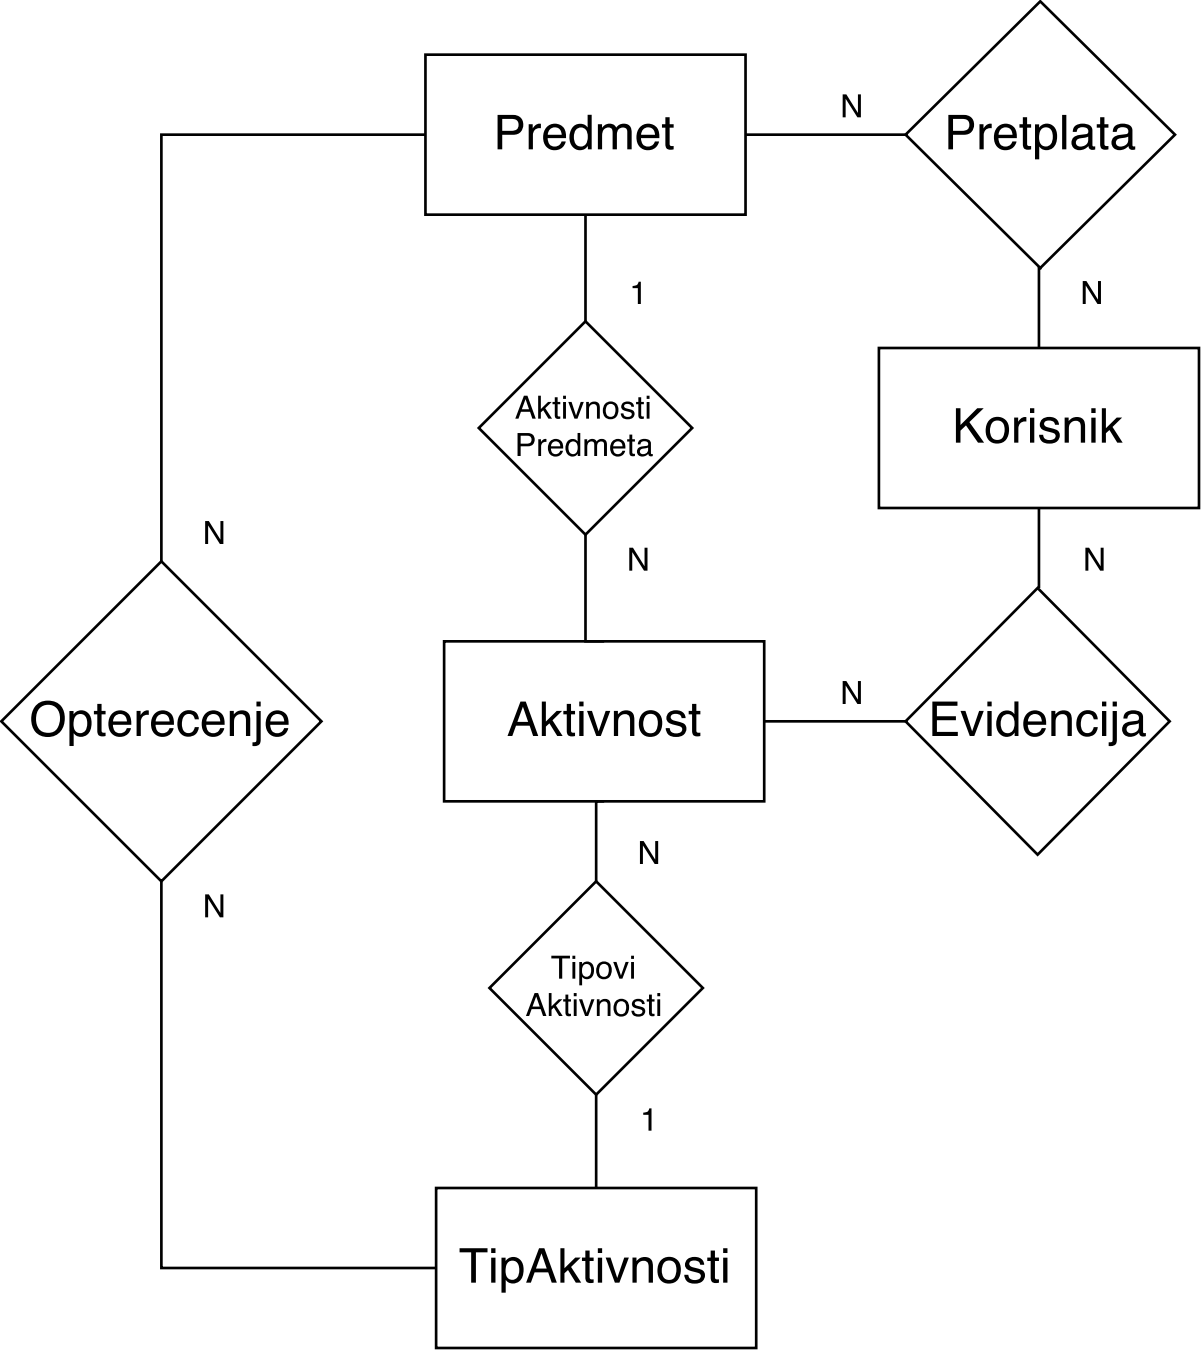 Predmet
N
Pretplata
1
N
Aktivnosti
Predmeta
Korisnik
N
N
N
Opterecenje
Aktivnost
N
Evidencija
N
N
Tipovi
Aktivnosti
1
TipAktivnosti